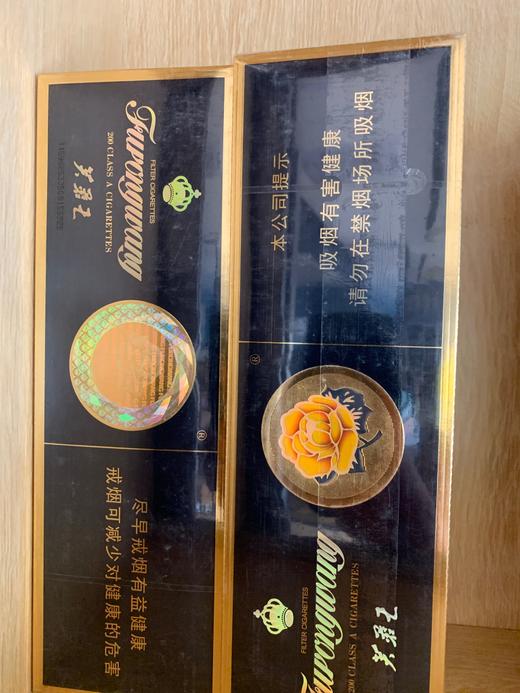 FILTER CIGARETTES
Furongwang
200 CLASS A CIGARETTES
芙蓉王
®
尽早戒烟有益健康
戒烟可减少对健康的危害
本公司提示
吸烟有害健康
请勿在禁烟场所吸烟
®
FILTER CIGARETTES
Furongwang
200 CLASS A CIGARETTES
芙蓉王